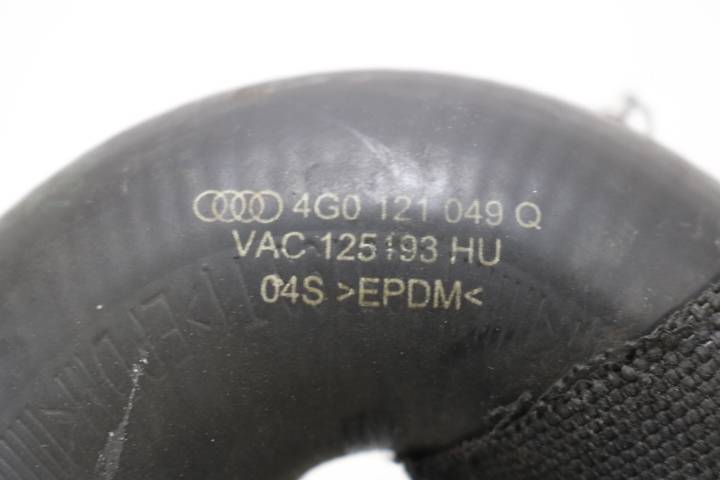 4G0 121 049 Q
VAC 125193 HU
04S >EPDM<